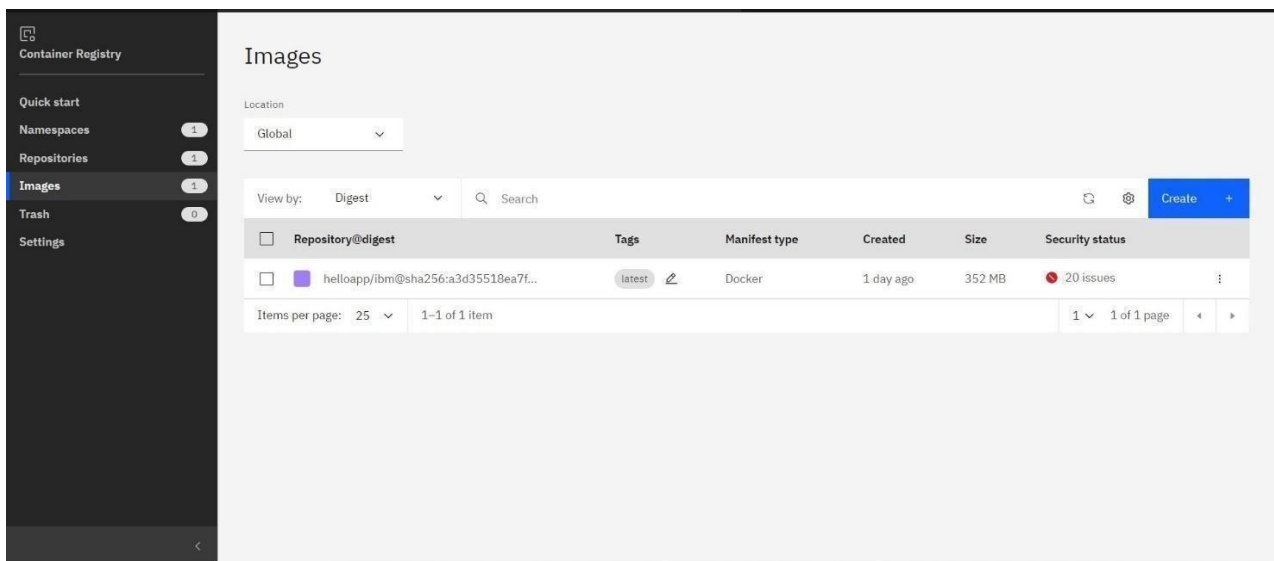 Container Registry
Quick start
Namespaces 1
Repositories 1
Images 1
Trash 0
Settings
Images
Location
Global
View by: Digest Search Create +
Repository@digest Tags Manifest type Created Size Security status
helloapp/ibm@sha256:a3d35518ea7f... latest Docker 1 day ago 352 MB 20 issues
Items per page: 25 1–1 of 1 item 1 1 of 1 page